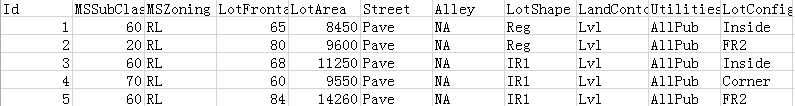 Id MSSubClas MSZoning LotFronta LotArea Street Alley LotShape LandConto Utilities LotConfig
1 60 RL 65 8450 Pave NA Reg Lvl AllPub Inside
2 20 RL 80 9600 Pave NA Reg Lvl AllPub FR2
3 60 RL 68 11250 Pave NA IR1 Lvl AllPub Inside
4 70 RL 60 9550 Pave NA IR1 Lvl AllPub Corner
5 60 RL 84 14260 Pave NA IR1 Lvl AllPub FR2